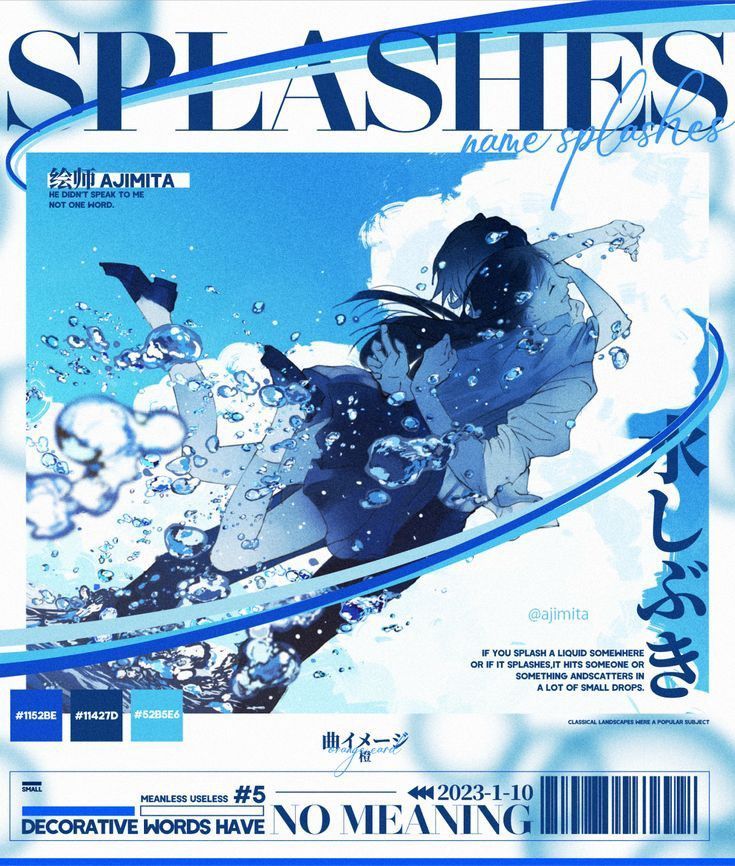 SPLASHES
name splashes
绘师 AJIMITA
HE DIDN'T SPEAK TO ME
NOT ONE WORD.
水しぶき
@ajimita
IF YOU SPLASH A LIQUID SOMEWHERE
OR IF IT SPLASHES,IT HITS SOMEONE OR
SOMETHING ANDSCATTERS IN
A LOT OF SMALL DROPS.
CLASSICAL LANDSCAPES WERE A POPULAR SUBJECT
#1152BE
#11427D
#52B5E6
曲イメージ
orange card
橙
SMALL
MEANLESS USELESS #5
DECORATIVE WORDS HAVE
NO MEANING
2023-1-10